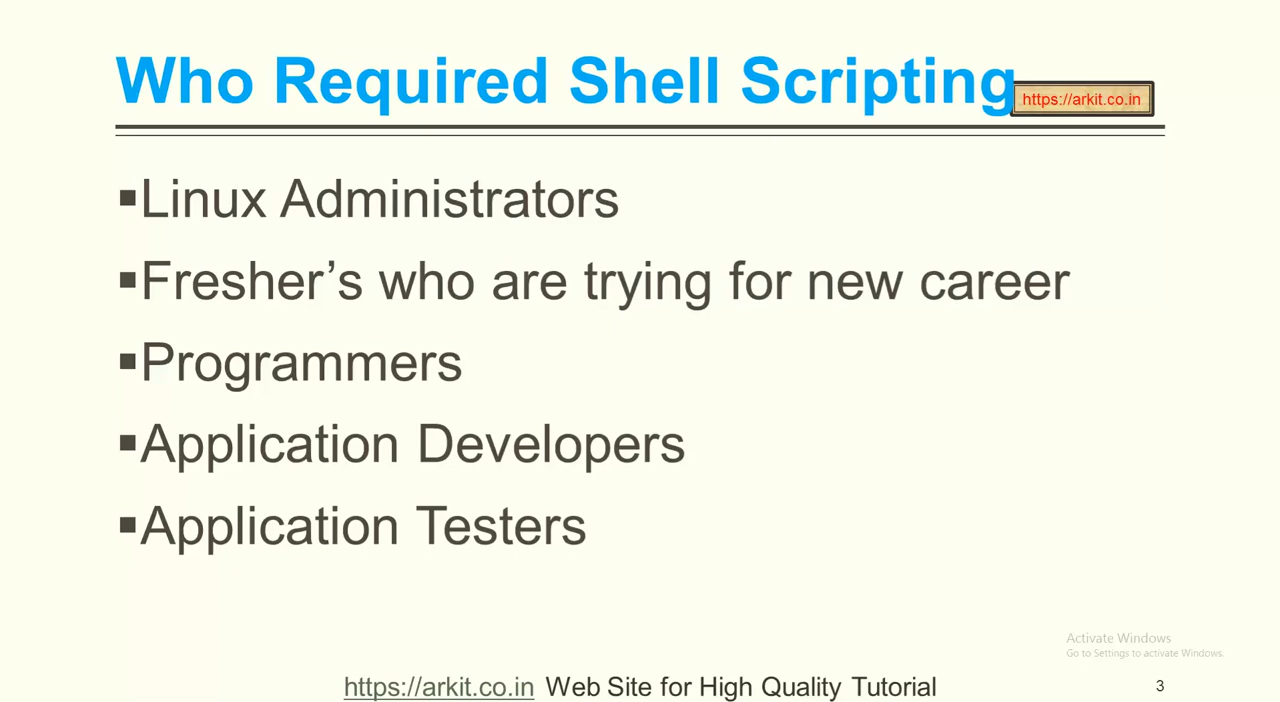 Who Required Shell Scripting
https://arkit.co.in
▪Linux Administrators
▪Fresher’s who are trying for new career
▪Programmers
▪Application Developers
▪Application Testers
Activate Windows
Go to Settings to activate Windows.
https://arkit.co.in Web Site for High Quality Tutorial
3